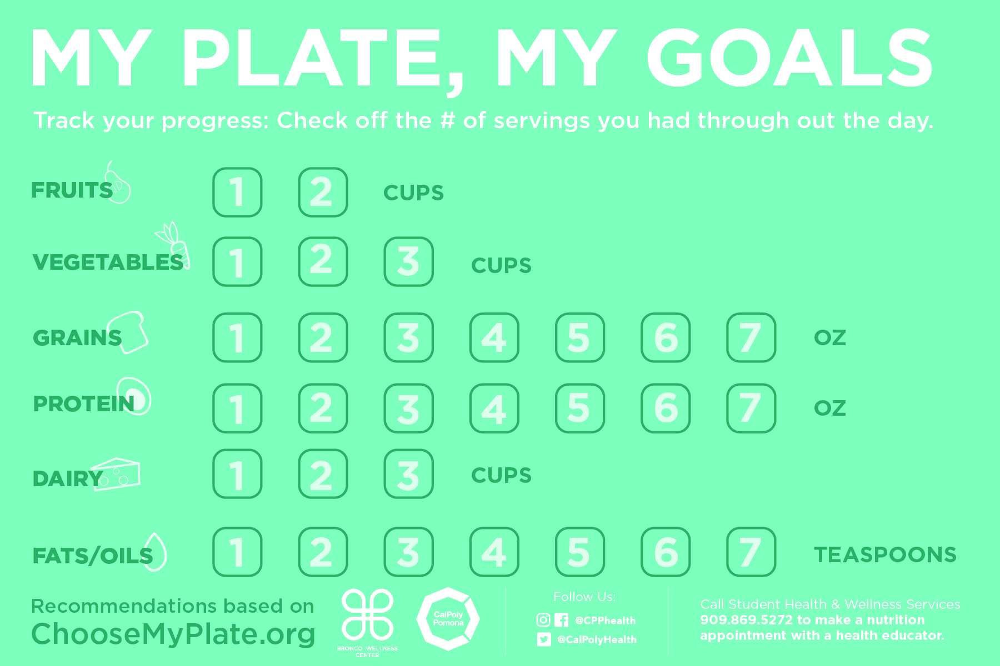 MY PLATE, MY GOALS
Track your progress: Check off the # of servings you had through out the day.
FRUITS 1 2 CUPS
VEGETABLES 1 2 3 CUPS
GRAINS 1 2 3 4 5 6 7 OZ
PROTEIN 1 2 3 4 5 6 7 OZ
DAIRY 1 2 3 CUPS
FATS/OILS 1 2 3 4 5 6 7 TEASPOONS
Recommendations based on
ChooseMyPlate.org
BRONCO WELLNESS
CENTER
CalPoly
Pomona
Follow Us:
@CPPhealth
@CalPolyHealth
Call Student Health & Wellness Services
909.869.5272 to make a nutrition
appointment with a health educator.